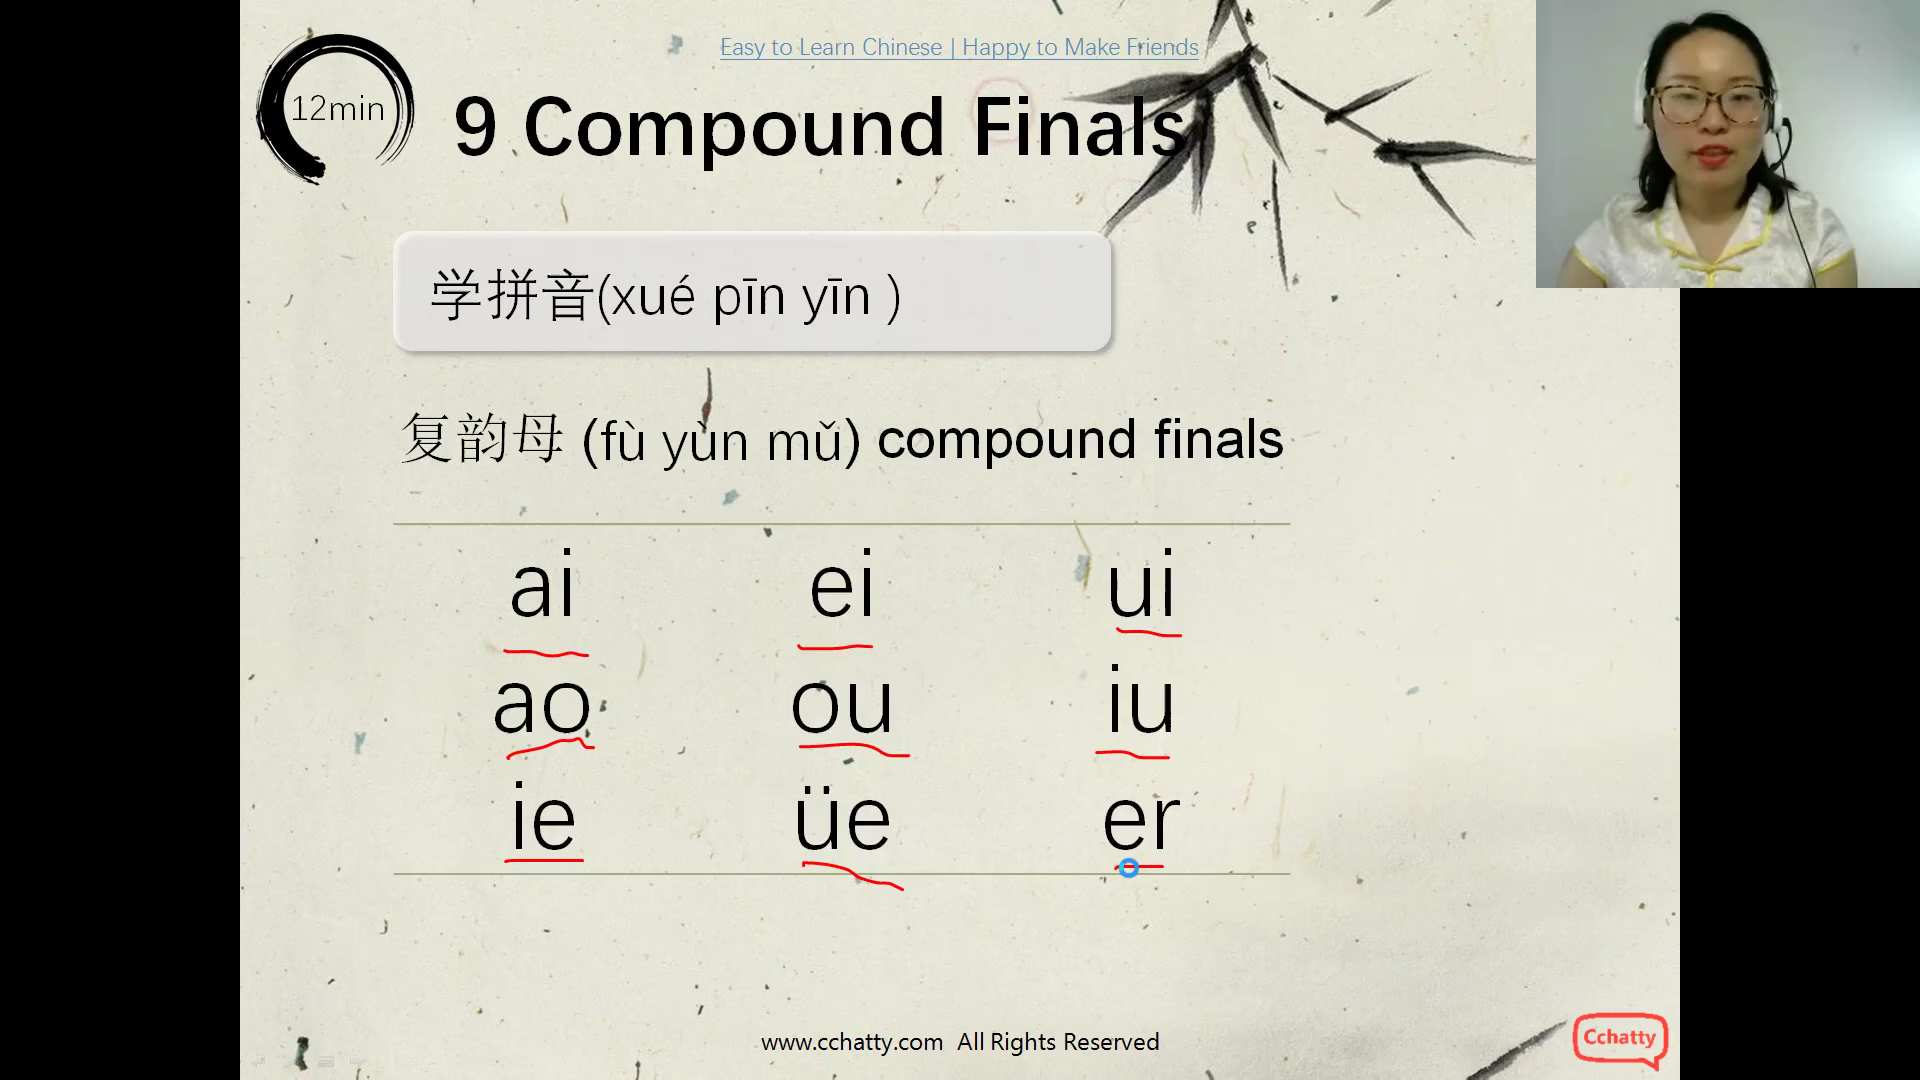 Easy to Learn Chinese | Happy to Make Friends
12min
9 Compound Finals
学拼音(xué pīn yīn )
复韵母 (fù yùn mǔ) compound finals
ai ei ui
ao ou iu
ie üe er
www.cchatty.com All Rights Reserved
Cchatty